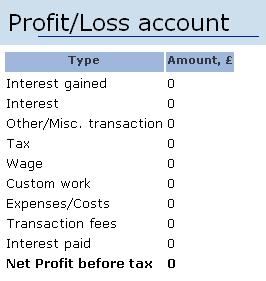 Profit/Loss account
Type Amount, £
Interest gained 0
Interest 0
Other/Misc. transaction 0
Tax 0
Wage 0
Custom work 0
Expenses/Costs 0
Transaction fees 0
Interest paid 0
Net Profit before tax 0